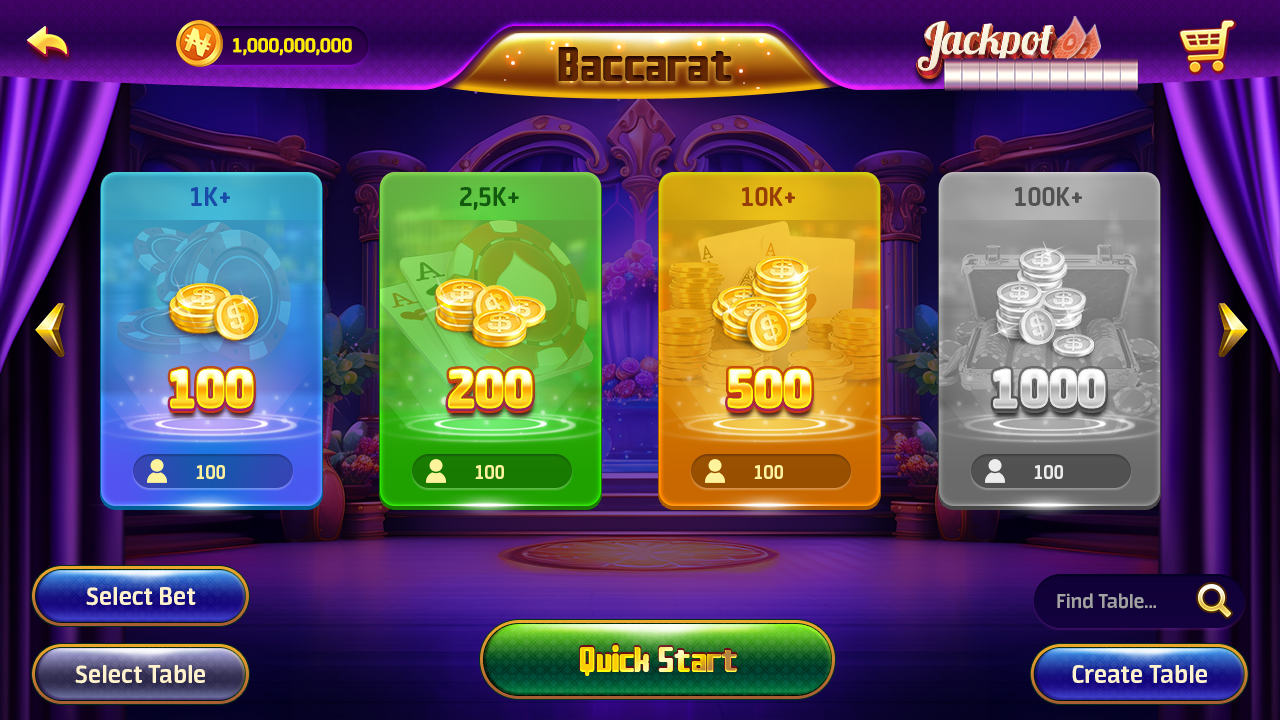 1,000,000,000
Baccarat
Jackpot
1K+
2,5K+
10K+
100K+
100
200
500
1000
100
100
100
100
Select Bet
Find Table...
Quick Start
Select Table
Create Table